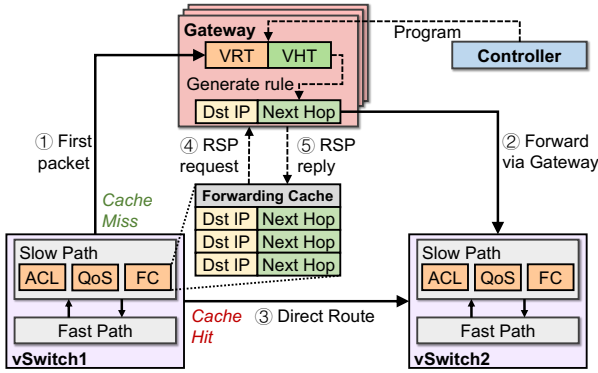 Gateway
VRT VHT
Program
Controller
Generate rule
Dst IP Next Hop
① First
packet
④ RSP
request
⑤ RSP
reply
② Forward
via Gateway
Cache
Miss
Forwarding Cache
Dst IP Next Hop
Dst IP Next Hop
Dst IP Next Hop
Slow Path
ACL QoS FC
Fast Path
vSwitch1
Cache
Hit
③ Direct Route
Slow Path
ACL QoS FC
Fast Path
vSwitch2